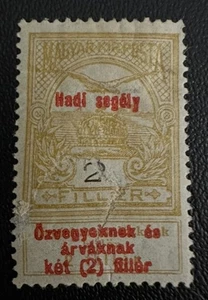 MAGYAR KIR. POSTA
Hadi segély
2
FILLÉR
Özvegyeknek és
árváknak
két (2) fillér